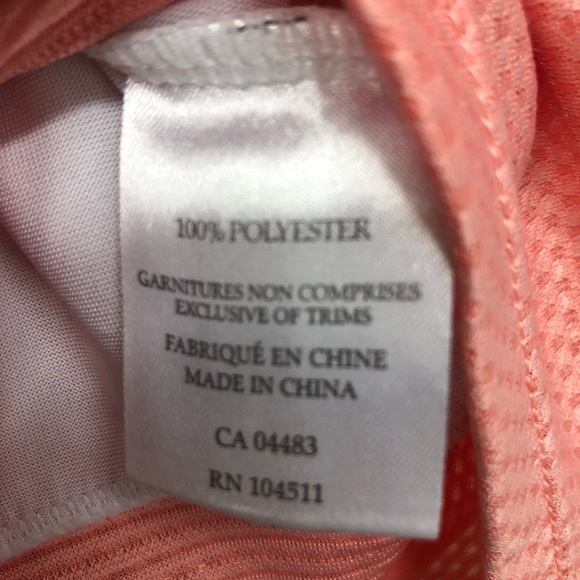 100% POLYESTER
GARNITURES NON COMPRISES
EXCLUSIVE OF TRIMS
FABRIQUÉ EN CHINE
MADE IN CHINA
CA 04483
RN 104511